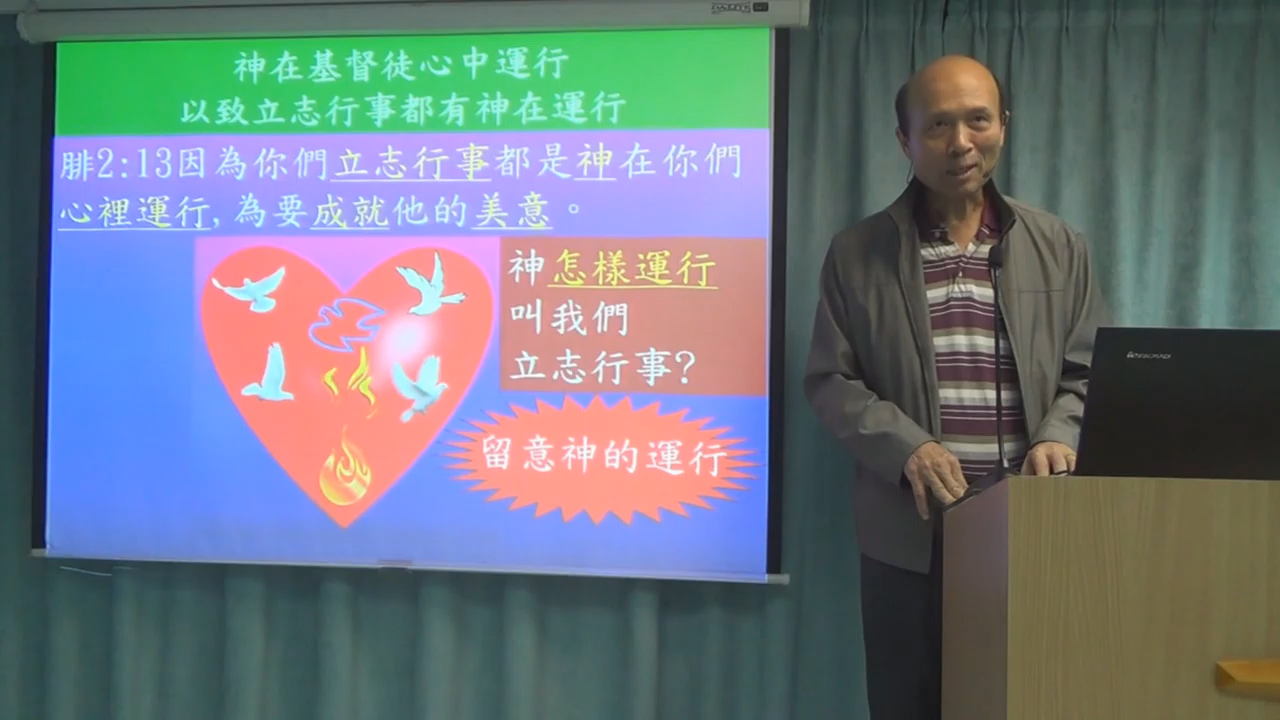 神在基督徒心中運行
以致立志行事都有神在運行
腓2:13因為你們立志行事都是神在你們
心裡運行,為要成就他的美意。
神怎樣運行
叫我們
立志行事?
留意神的運行